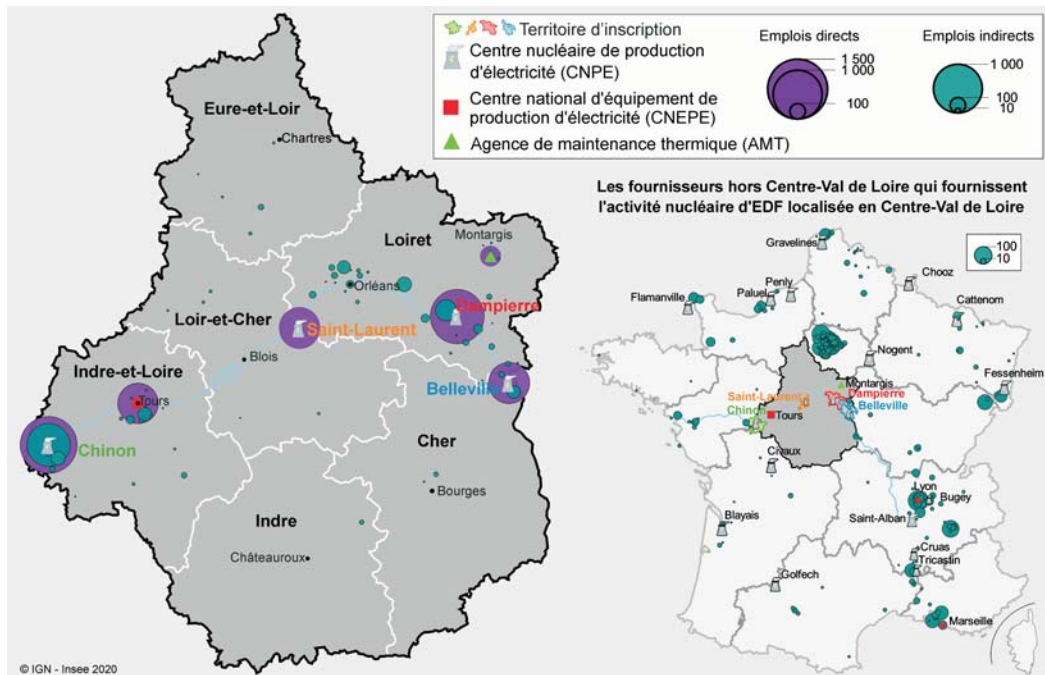 Territoire d'inscription
Centre nucléaire de production
d'électricité (CNPE)
Centre national d'équipement de
production d'électricité (CNEPE)
Agence de maintenance thermique (AMT)
Emplois directs
1 500
1 000
100
Emplois indirects
1 000
100
10
Eure-et-Loir
Chartres
Loiret
Montargis
Orléans
Dampierre
Loir-et-Cher
Saint-Laurent
Blois
Indre-et-Loire
Tours
Belleville
Chinon
Cher
Bourges
Indre
Châteauroux
Les fournisseurs hors Centre-Val de Loire qui fournissent
l'activité nucléaire d'EDF localisée en Centre-Val de Loire
100
10
Gravelines
Chooz
Penly
Paluel
Flamanville
Cattenom
Nogent
Fessenheim
Montargis
Saint-Laurent
Dampierre
Belleville
Chinon
Tours
Civaux
Lyon
Bugey
Blayais
Saint-Alban
Cruas
Tricastin
Golfech
Marseille
© IGN - Insee 2020